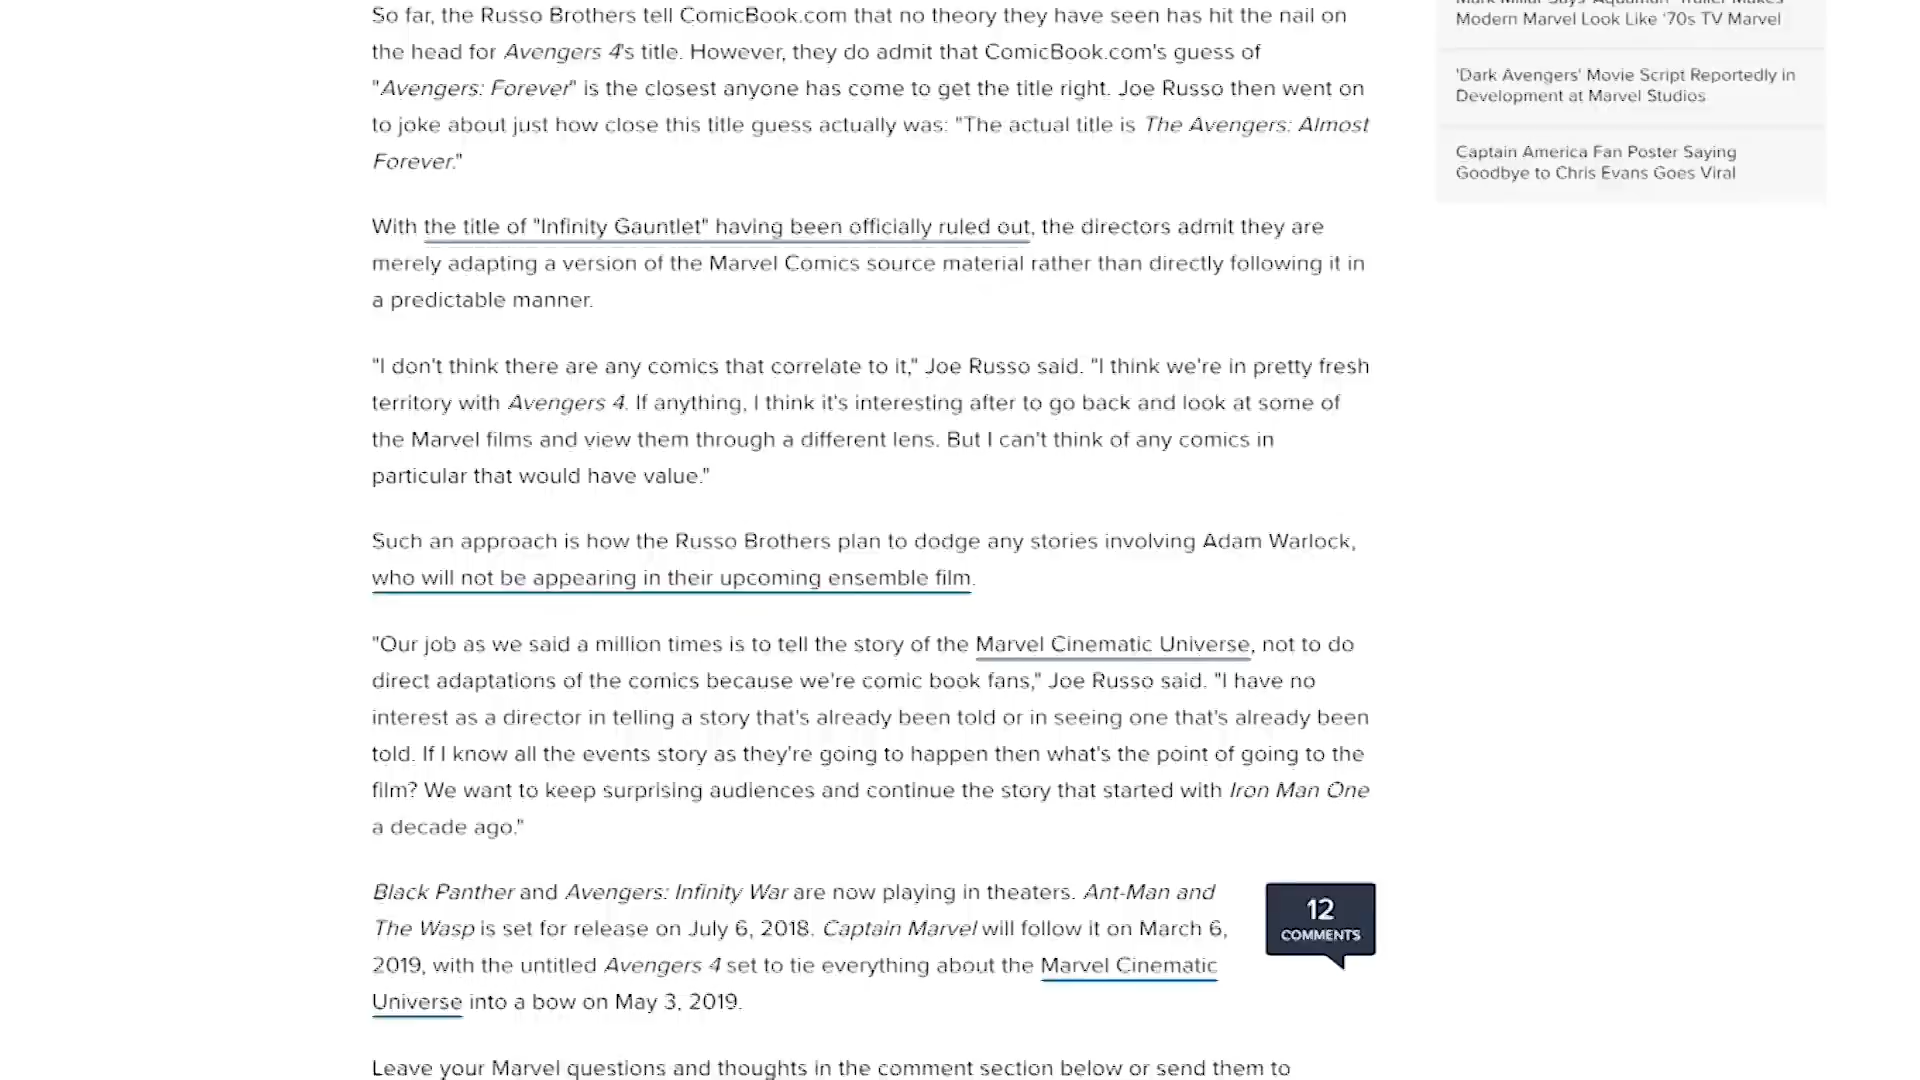 So far, the Russo Brothers tell ComicBook.com that no theory they have seen has hit the nail on
the head for Avengers 4's title. However, they do admit that ComicBook.com's guess of
"Avengers: Forever" is the closest anyone has come to get the title right. Joe Russo then went on
to joke about just how close this title guess actually was: "The actual title is The Avengers: Almost
Forever."
With the title of "Infinity Gauntlet" having been officially ruled out, the directors admit they are
merely adapting a version of the Marvel Comics source material rather than directly following it in
a predictable manner.
"I don't think there are any comics that correlate to it," Joe Russo said. "I think we're in pretty fresh
territory with Avengers 4. If anything, I think it's interesting after to go back and look at some of
the Marvel films and view them through a different lens. But I can't think of any comics in
particular that would have value."
Such an approach is how the Russo Brothers plan to dodge any stories involving Adam Warlock,
who will not be appearing in their upcoming ensemble film.
"Our job as we said a million times is to tell the story of the Marvel Cinematic Universe, not to do
direct adaptations of the comics because we're comic book fans," Joe Russo said. "I have no
interest as a director in telling a story that's already been told or in seeing one that's already been
told. If I know all the events story as they're going to happen then what's the point of going to the
film? We want to keep surprising audiences and continue the story that started with Iron Man One
a decade ago."
Black Panther and Avengers: Infinity War are now playing in theaters. Ant-Man and
The Wasp is set for release on July 6, 2018. Captain Marvel will follow it on March 6,
2019, with the untitled Avengers 4 set to tie everything about the Marvel Cinematic
Universe into a bow on May 3, 2019.
12
COMMENTS
Leave your Marvel questions and thoughts in the comment section below or send them to
Mark Millar Says 'Aquaman' Trailer Makes
Modern Marvel Look Like '70s TV Marvel
'Dark Avengers' Movie Script Reportedly in
Development at Marvel Studios
Captain America Fan Poster Saying
Goodbye to Chris Evans Goes Viral